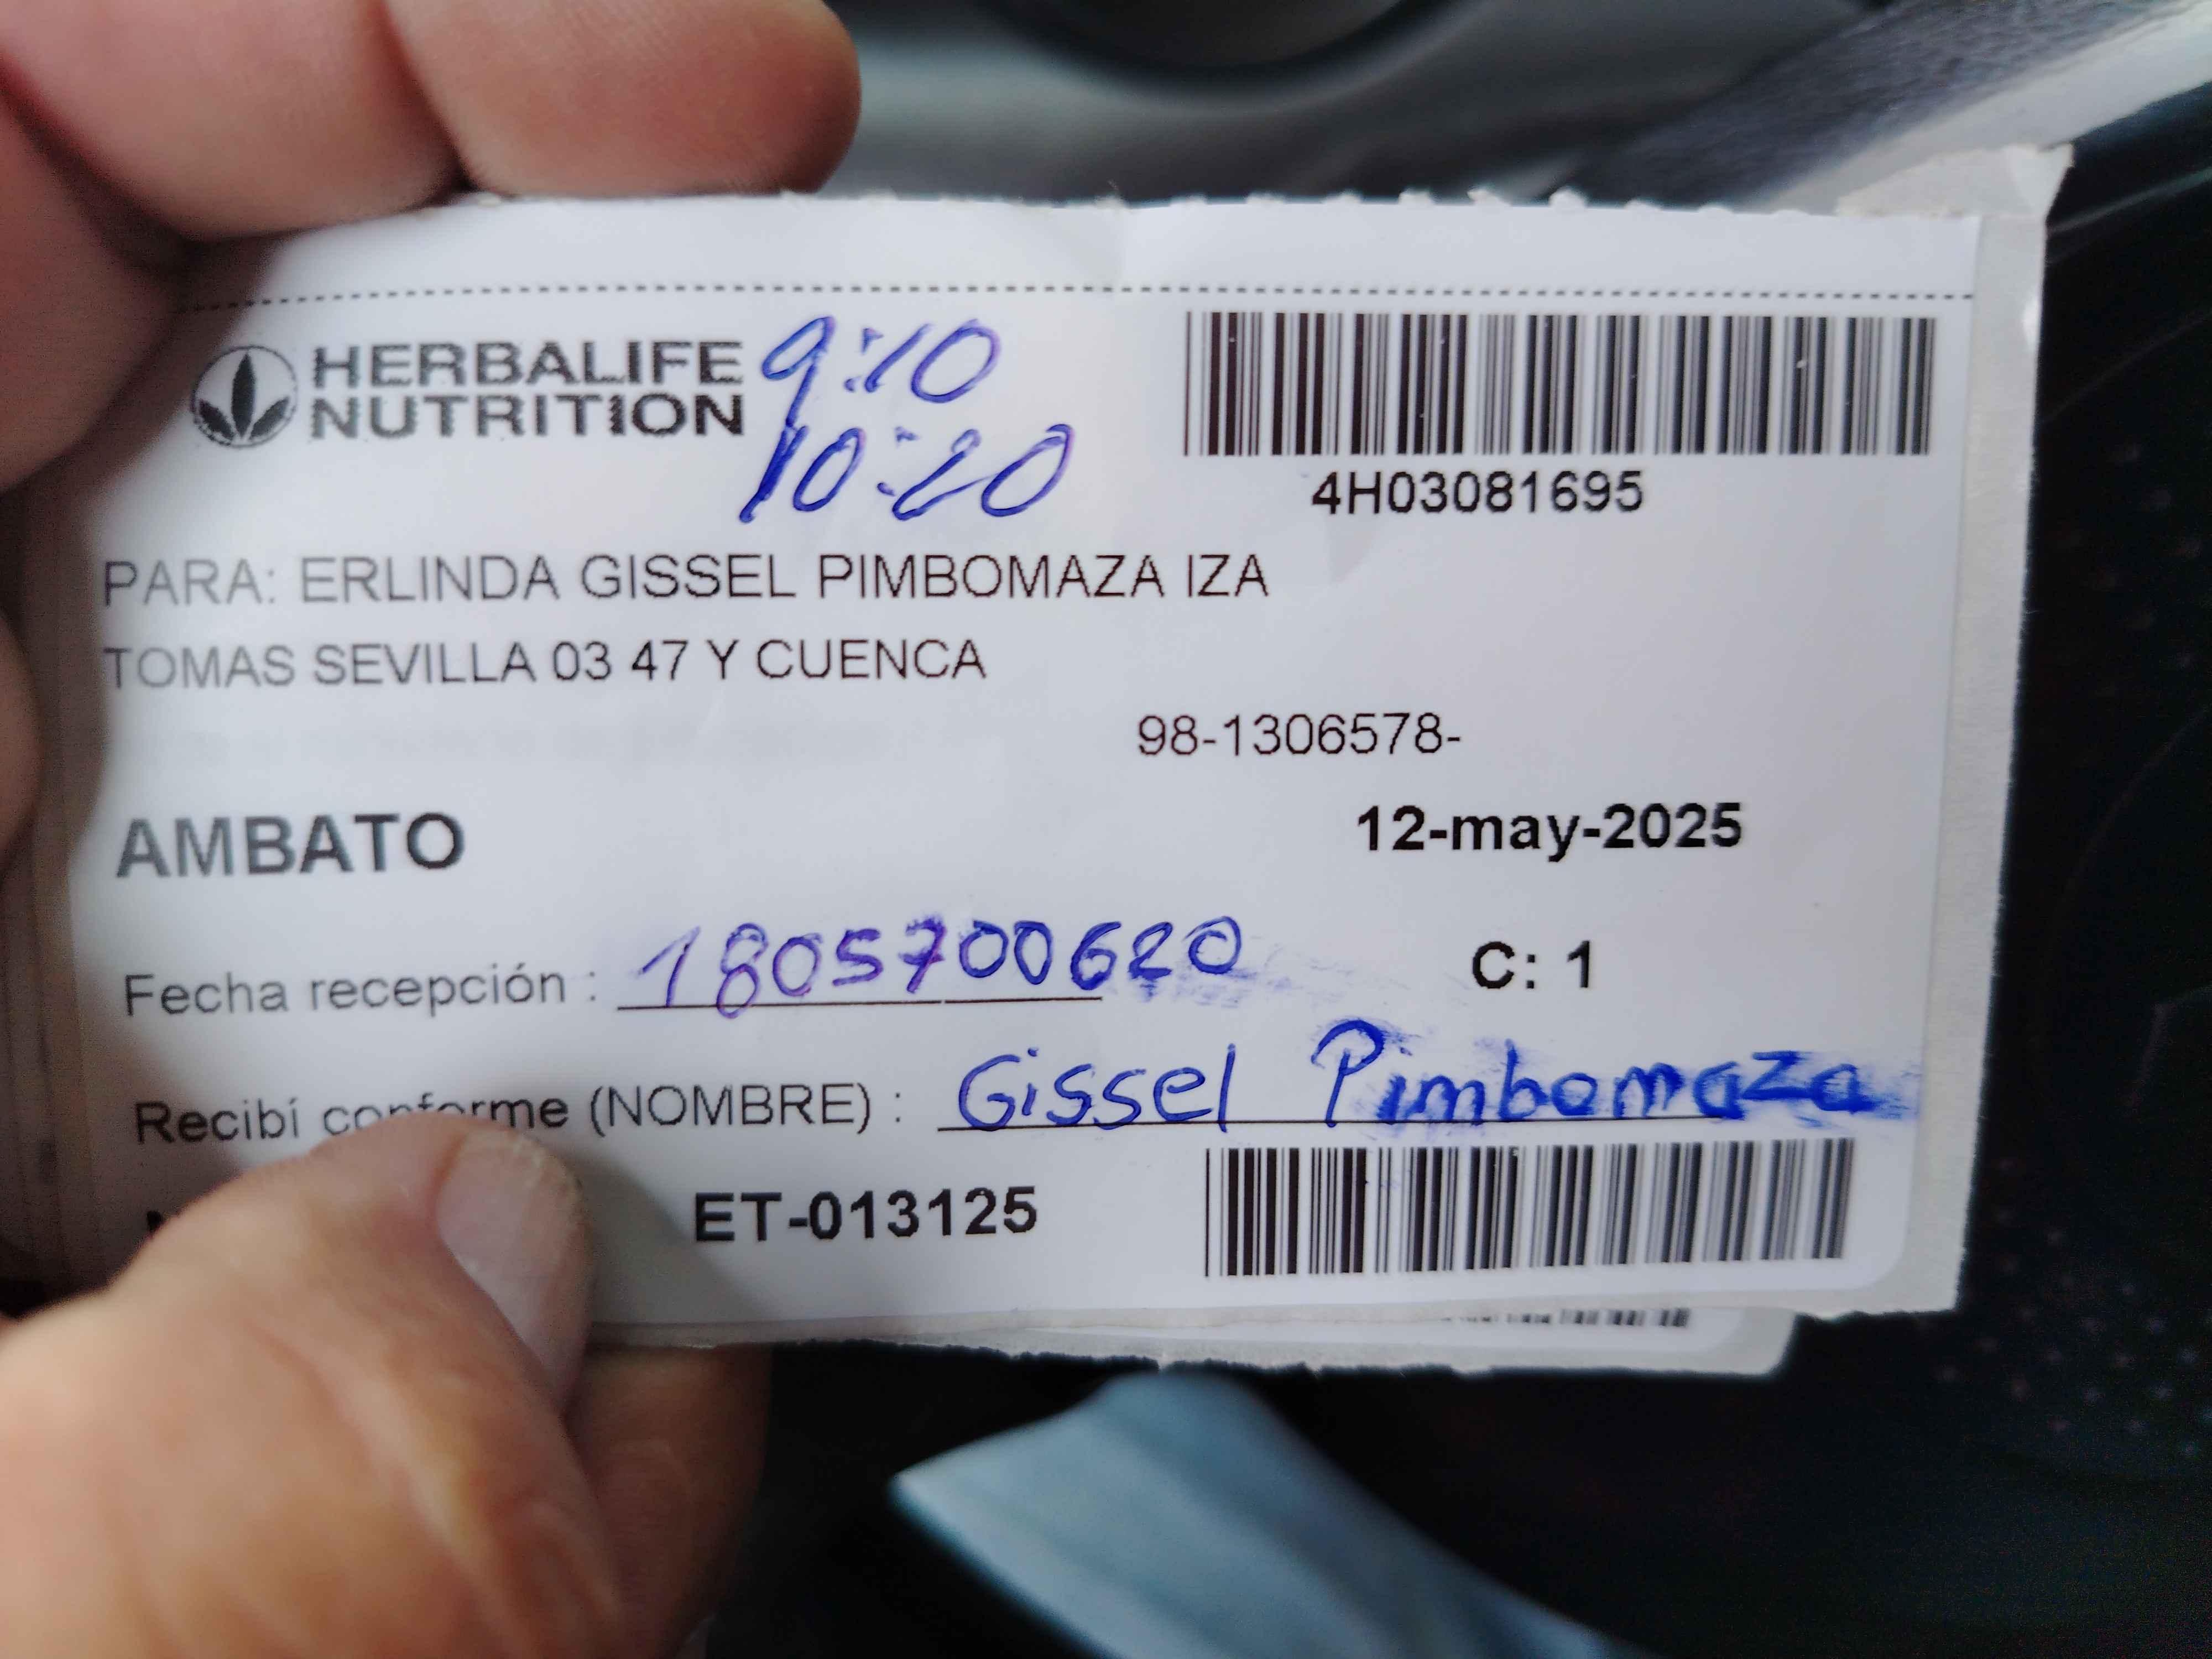 HERBALIFE
NUTRITION
9:10
10:20
4H03081695
PARA: ERLINDA GISSEL PIMBOMAZA IZA
TOMAS SEVILLA 03 47 Y CUENCA
98-1306578-
AMBATO
12-may-2025
Fecha recepción : 1805700620
C: 1
Recibí conforme (NOMBRE) : Gissel Pimbomaza
ET-013125